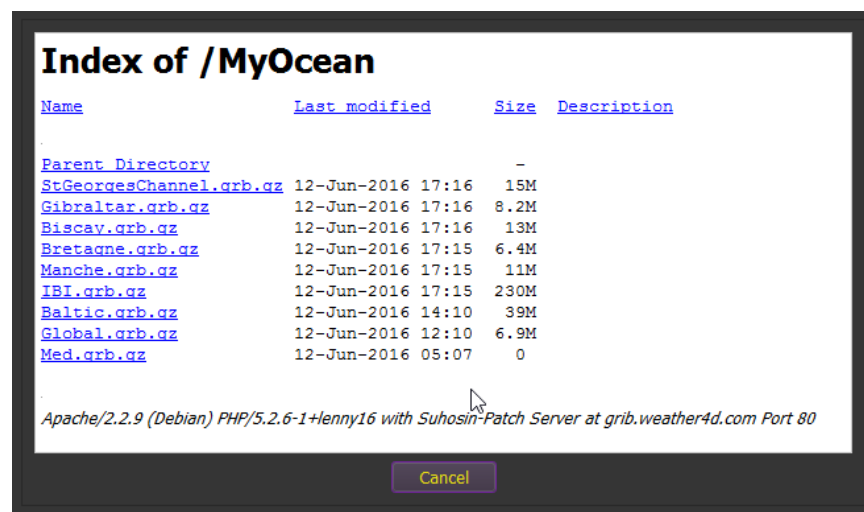 Index of /MyOcean
Name Last modified Size Description
Parent Directory -
StGeorgesChannel.grb.gz 12-Jun-2016 17:16 15M
Gibraltar.grb.gz 12-Jun-2016 17:16 8.2M
Biscay.grb.gz 12-Jun-2016 17:16 13M
Bretagne.grb.gz 12-Jun-2016 17:15 6.4M
Manche.grb.gz 12-Jun-2016 17:15 11M
IBI.grb.gz 12-Jun-2016 17:15 230M
Baltic.grb.gz 12-Jun-2016 14:10 39M
Global.grb.gz 12-Jun-2016 12:10 6.9M
Med.grb.gz 12-Jun-2016 05:07 0
Apache/2.2.9 (Debian) PHP/5.2.6-1+lenny16 with Suhosin-Patch Server at grib.weather4d.com Port 80
Cancel